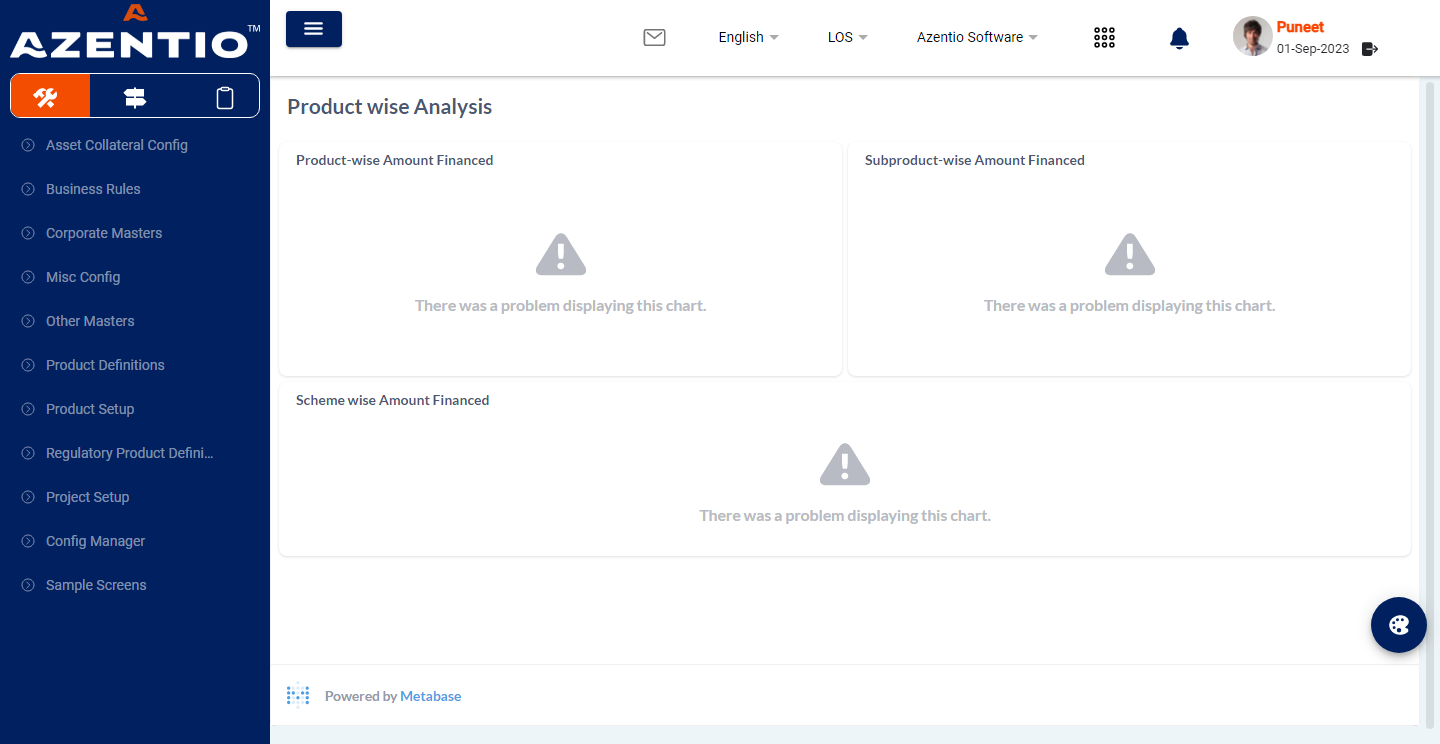 AZENTIO™
English
LOS
Azentio Software
Puneet
01-Sep-2023
Asset Collateral Config
Business Rules
Corporate Masters
Misc Config
Other Masters
Product Definitions
Product Setup
Regulatory Product Defini...
Project Setup
Config Manager
Sample Screens
Product wise Analysis
Product-wise Amount Financed
There was a problem displaying this chart.
Subproduct-wise Amount Financed
There was a problem displaying this chart.
Scheme wise Amount Financed
There was a problem displaying this chart.
Powered by Metabase